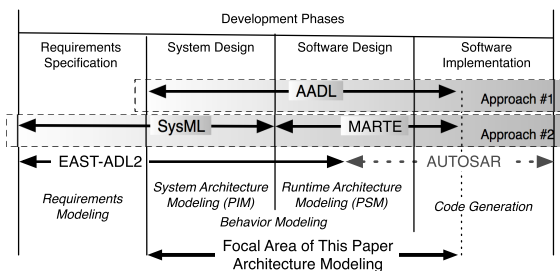 Development Phases
Requirements Specification
System Design
Software Design
Software Implementation
AADL
Approach #1
SysML
MARTE
Approach #2
EAST-ADL2
AUTOSAR
Requirements Modeling
System Architecture Modeling (PIM)
Runtime Architecture Modeling (PSM)
Code Generation
Behavior Modeling
Focal Area of This Paper
Architecture Modeling